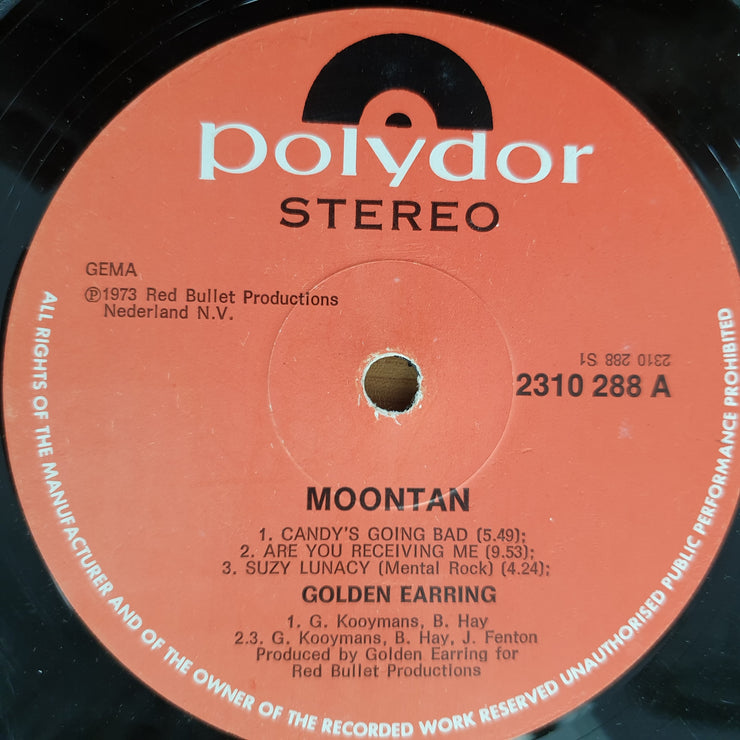 polydor
STEREO
GEMA
℗1973 Red Bullet Productions
Nederland N.V.
2310 288 S1
2310 288 A
MOONTAN
1. CANDY'S GOING BAD (5.49);
2. ARE YOU RECEIVING ME (9.53);
3. SUZY LUNACY (Mental Rock) (4.24);
GOLDEN EARRING
1. G. Kooymans, B. Hay
2.3. G. Kooymans, B. Hay, J. Fenton
Produced by Golden Earring for
Red Bullet Productions
ALL RIGHTS OF THE MANUFACTURER AND OF THE OWNER OF THE RECORDED WORK RESERVED UNAUTHORISED PUBLIC PERFORMANCE PROHIBITED